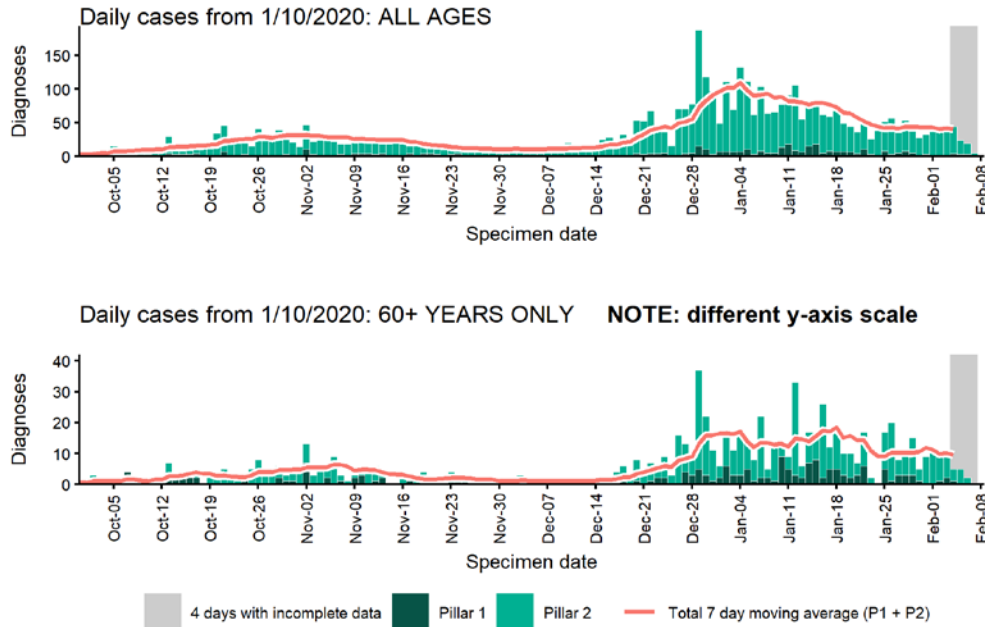 Daily cases from 1/10/2020: ALL AGES
Diagnoses
150
100
50
0
Oct-05
Oct-12
Oct-19
Oct-26
Nov-02
Nov-09
Nov-16
Nov-23
Nov-30
Dec-07
Dec-14
Dec-21
Dec-28
Jan-04
Jan-11
Jan-18
Jan-25
Feb-01
Feb-08
Specimen date
Daily cases from 1/10/2020: 60+ YEARS ONLY NOTE: different y-axis scale
Diagnoses
40
30
20
10
0
Oct-05
Oct-12
Oct-19
Oct-26
Nov-02
Nov-09
Nov-16
Nov-23
Nov-30
Dec-07
Dec-14
Dec-21
Dec-28
Jan-04
Jan-11
Jan-18
Jan-25
Feb-01
Feb-08
Specimen date
4 days with incomplete data Pillar 1 Pillar 2 Total 7 day moving average (P1 + P2)